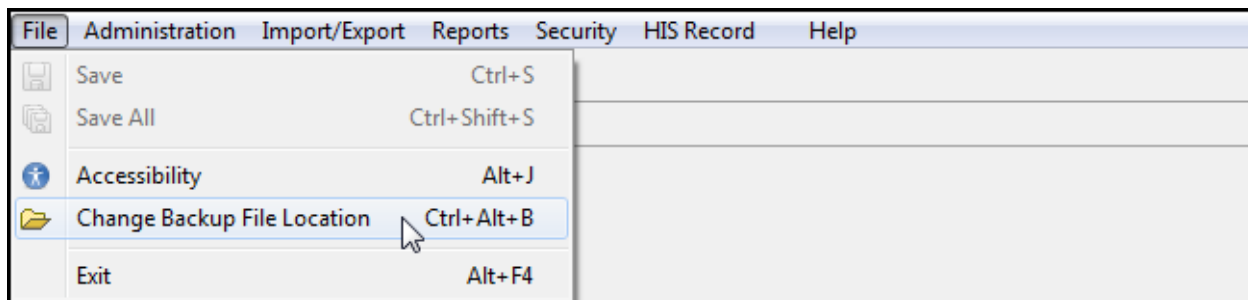 File Administration Import/Export Reports Security HIS Record Help
Save Ctrl+S
Save All Ctrl+Shift+S
Accessibility Alt+J
Change Backup File Location Ctrl+Alt+B
Exit Alt+F4